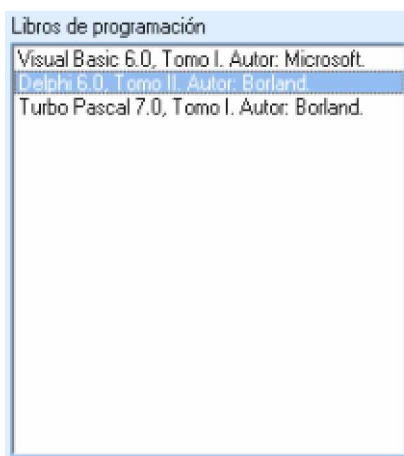 Libros de programación
Visual Basic 6.0, Tomo I. Autor: Microsoft.
Delphi 6.0, Tomo II. Autor: Borland.
Turbo Pascal 7.0, Tomo I. Autor: Borland.